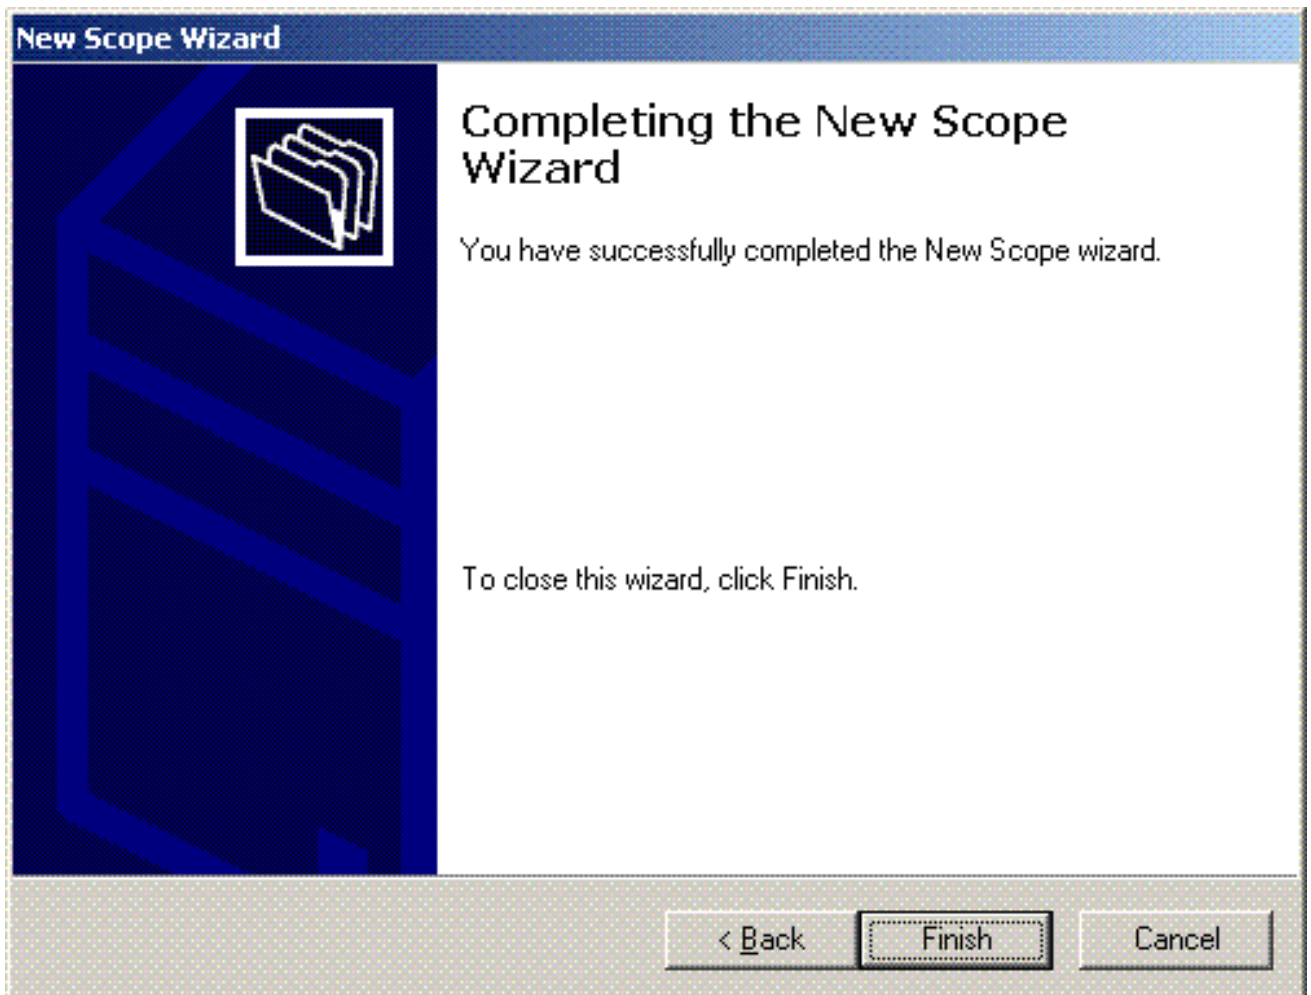 New Scope Wizard
Completing the New Scope
Wizard
You have successfully completed the New Scope wizard.
To close this wizard, click Finish.
< Back
Finish
Cancel